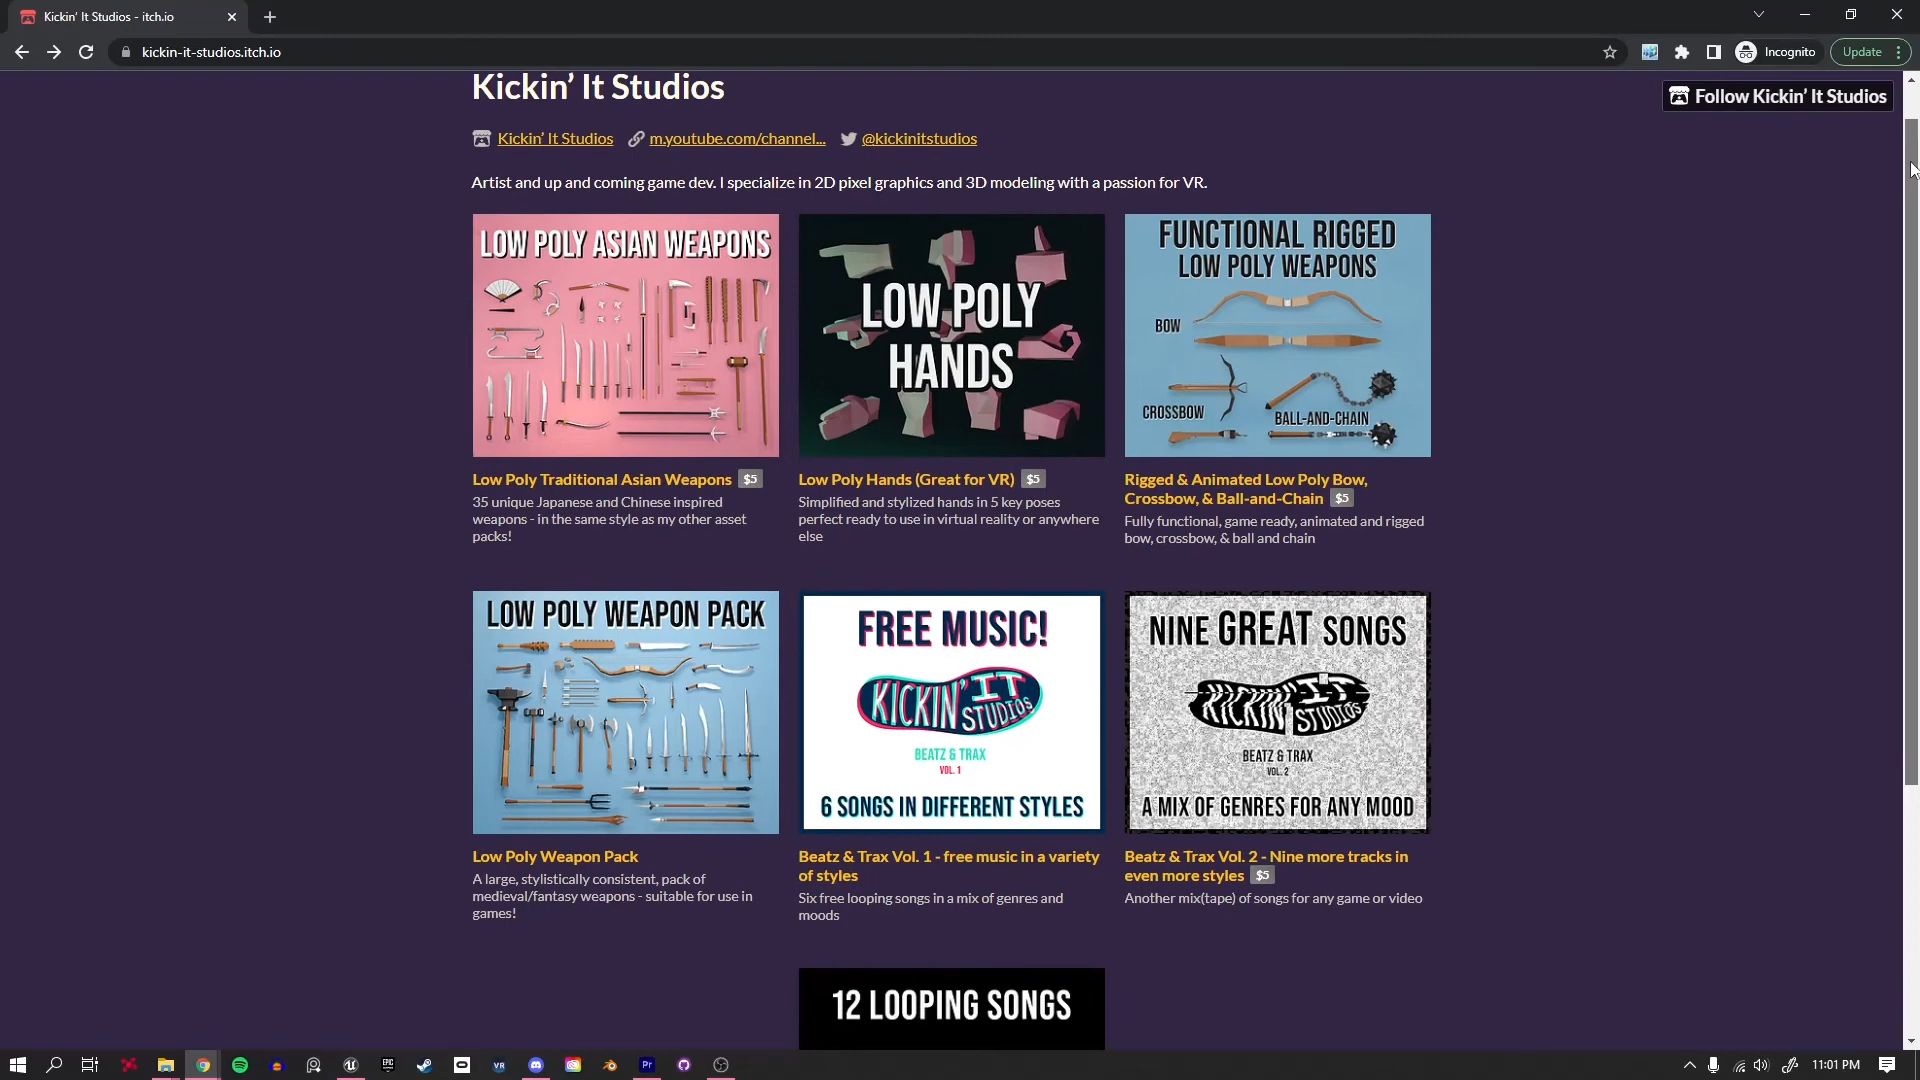 Kickin' It Studios - itch.io
kickin-it-studios.itch.io
Incognito
Update
Kickin’ It Studios
Follow Kickin’ It Studios
Kickin’ It Studios
m.youtube.com/channel...
@kickinitstudios
Artist and up and coming game dev. I specialize in 2D pixel graphics and 3D modeling with a passion for VR.
LOW POLY ASIAN WEAPONS
LOW POLY
HANDS
FUNCTIONAL RIGGED
LOW POLY WEAPONS
BOW
CROSSBOW
BALL-AND-CHAIN
Low Poly Traditional Asian Weapons $5
35 unique Japanese and Chinese inspired
weapons - in the same style as my other asset
packs!
Low Poly Hands (Great for VR) $5
Simplified and stylized hands in 5 key poses
perfect ready to use in virtual reality or anywhere
else
Rigged & Animated Low Poly Bow,
Crossbow, & Ball-and-Chain $5
Fully functional, game ready, animated and rigged
bow, crossbow, & ball and chain
LOW POLY WEAPON PACK
FREE MUSIC!
KICKIN' IT
STUDIOS
BEATZ & TRAX
VOL. 1
6 SONGS IN DIFFERENT STYLES
NINE GREAT SONGS
KICKIN' IT
STUDIOS
BEATZ & TRAX
VOL. 2
A MIX OF GENRES FOR ANY MOOD
Low Poly Weapon Pack
A large, stylistically consistent, pack of
medieval/fantasy weapons - suitable for use in
games!
Beatz & Trax Vol. 1 - free music in a variety
of styles
Six free looping songs in a mix of genres and
moods
Beatz & Trax Vol. 2 - Nine more tracks in
even more styles $5
Another mix(tape) of songs for any game or video
12 LOOPING SONGS
EPIC
VR
Pr
11:01 PM